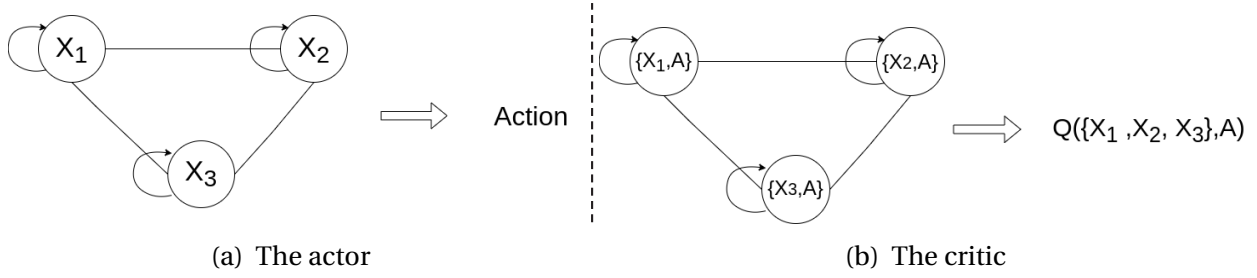 X₁
X₂
X₃
Action
(a) The actor
{X₁,A}
{X2,A}
{X3,A}
Q({X₁ ,X₂, X₃},A)
(b) The critic